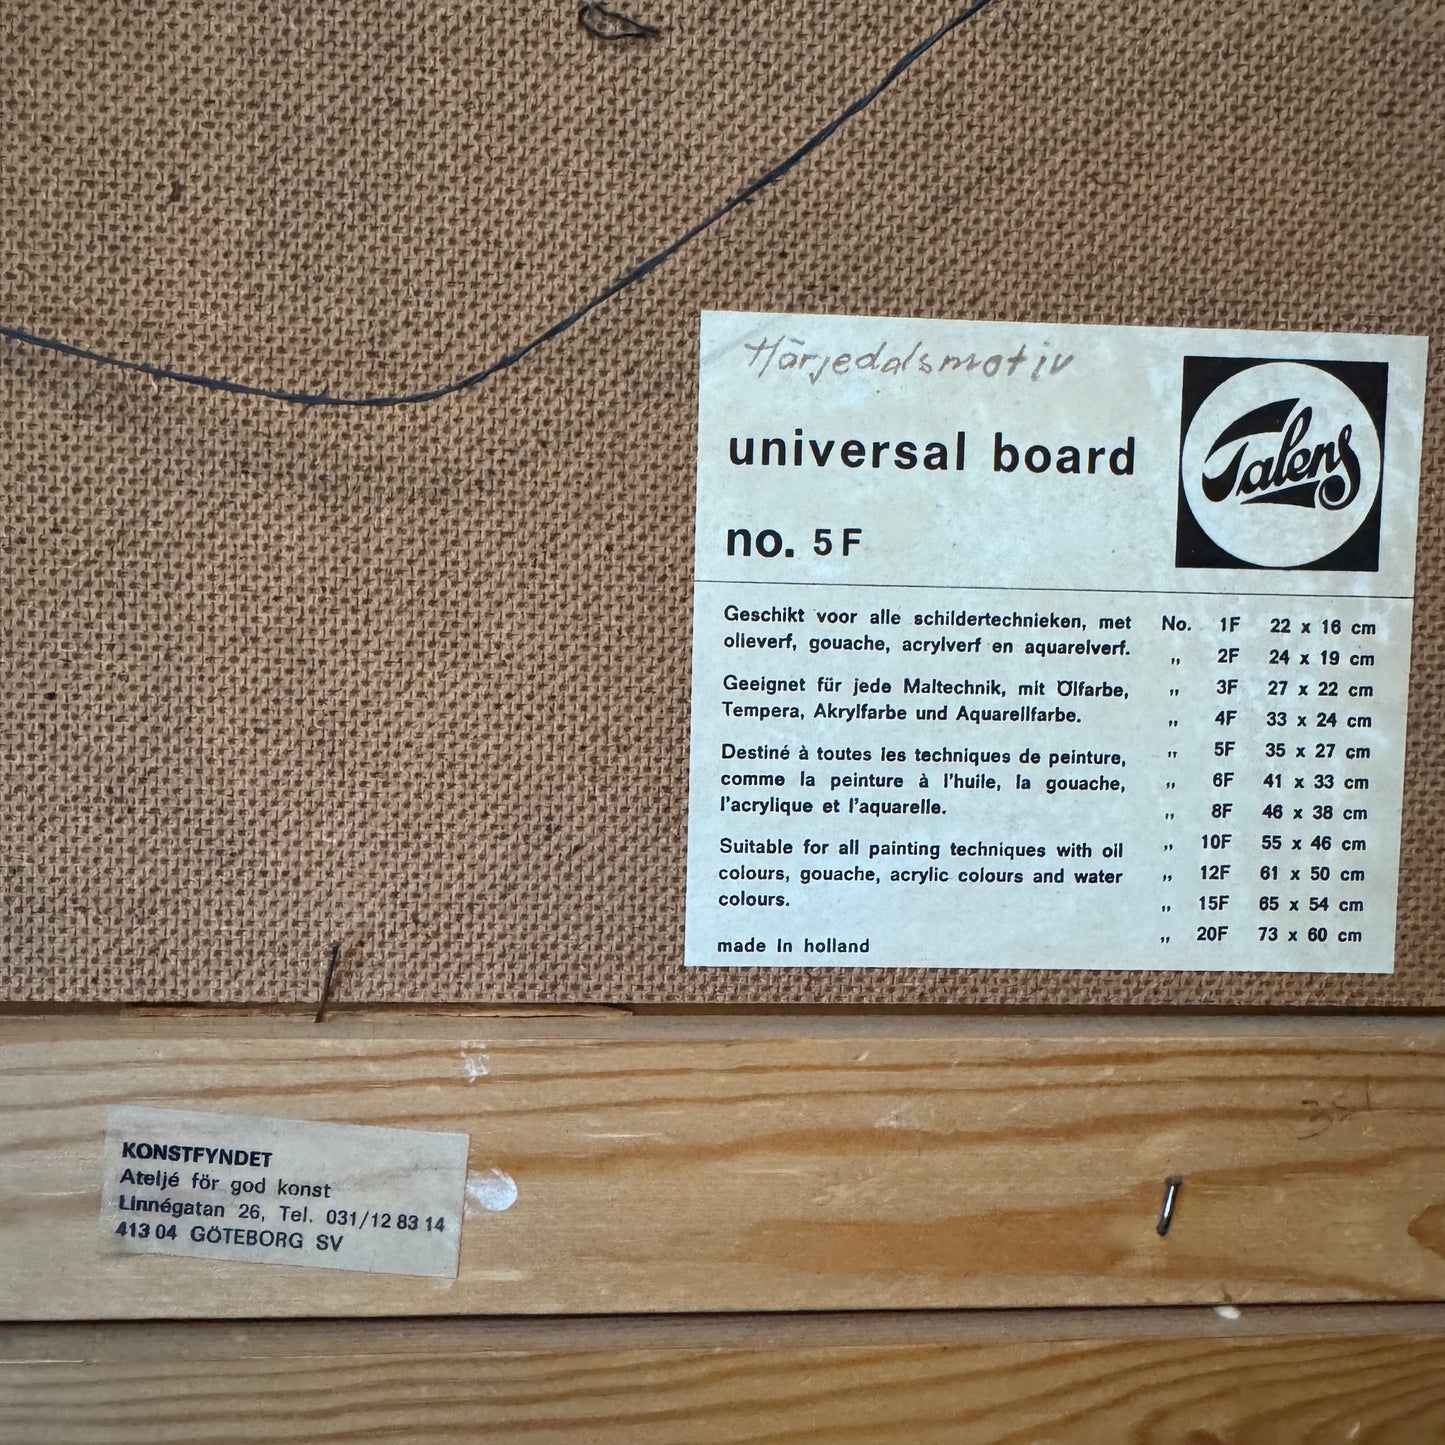 Härjedalsmotiv
Talens
universal board
no. 5F
Geschikt voor alle schildertechnieken, met
olieverf, gouache, acrylverf en aquarelverf.
Geeignet für jede Maltechnik, mit Ölfarbe,
Tempera, Akrylfarbe und Aquarellfarbe.
Destiné à toutes les techniques de peinture,
comme la peinture à l'huile, la gouache,
l'acrylique et l'aquarelle.
Suitable for all painting techniques with oil
colours, gouache, acrylic colours and water
colours.
made in holland
No. 1F 22 x 16 cm
,, 2F 24 x 19 cm
,, 3F 27 x 22 cm
,, 4F 33 x 24 cm
,, 5F 35 x 27 cm
,, 6F 41 x 33 cm
,, 8F 46 x 38 cm
,, 10F 55 x 46 cm
,, 12F 61 x 50 cm
,, 15F 65 x 54 cm
,, 20F 73 x 60 cm
KONSTFYNDET
Ateljé för god konst
Linnégatan 26, Tel. 031/12 83 14
413 04 GÖTEBORG SV